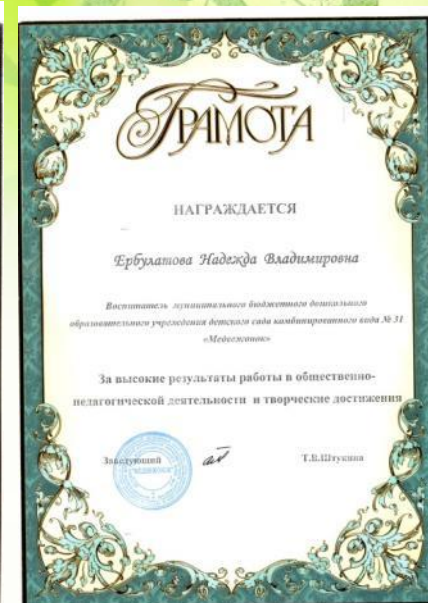 ГРАМОТА
НАГРАЖДАЕТСЯ
Ербулатова Надежда Владимировна
Воспитатель муниципального бюджетного дошкольного
образовательного учреждения детского сада комбинированного вида № 31
«Медвежонок»
За высокие результаты работы в общественно-
педагогической деятельности и творческие достижения
Заведующий Т.В.Штукина